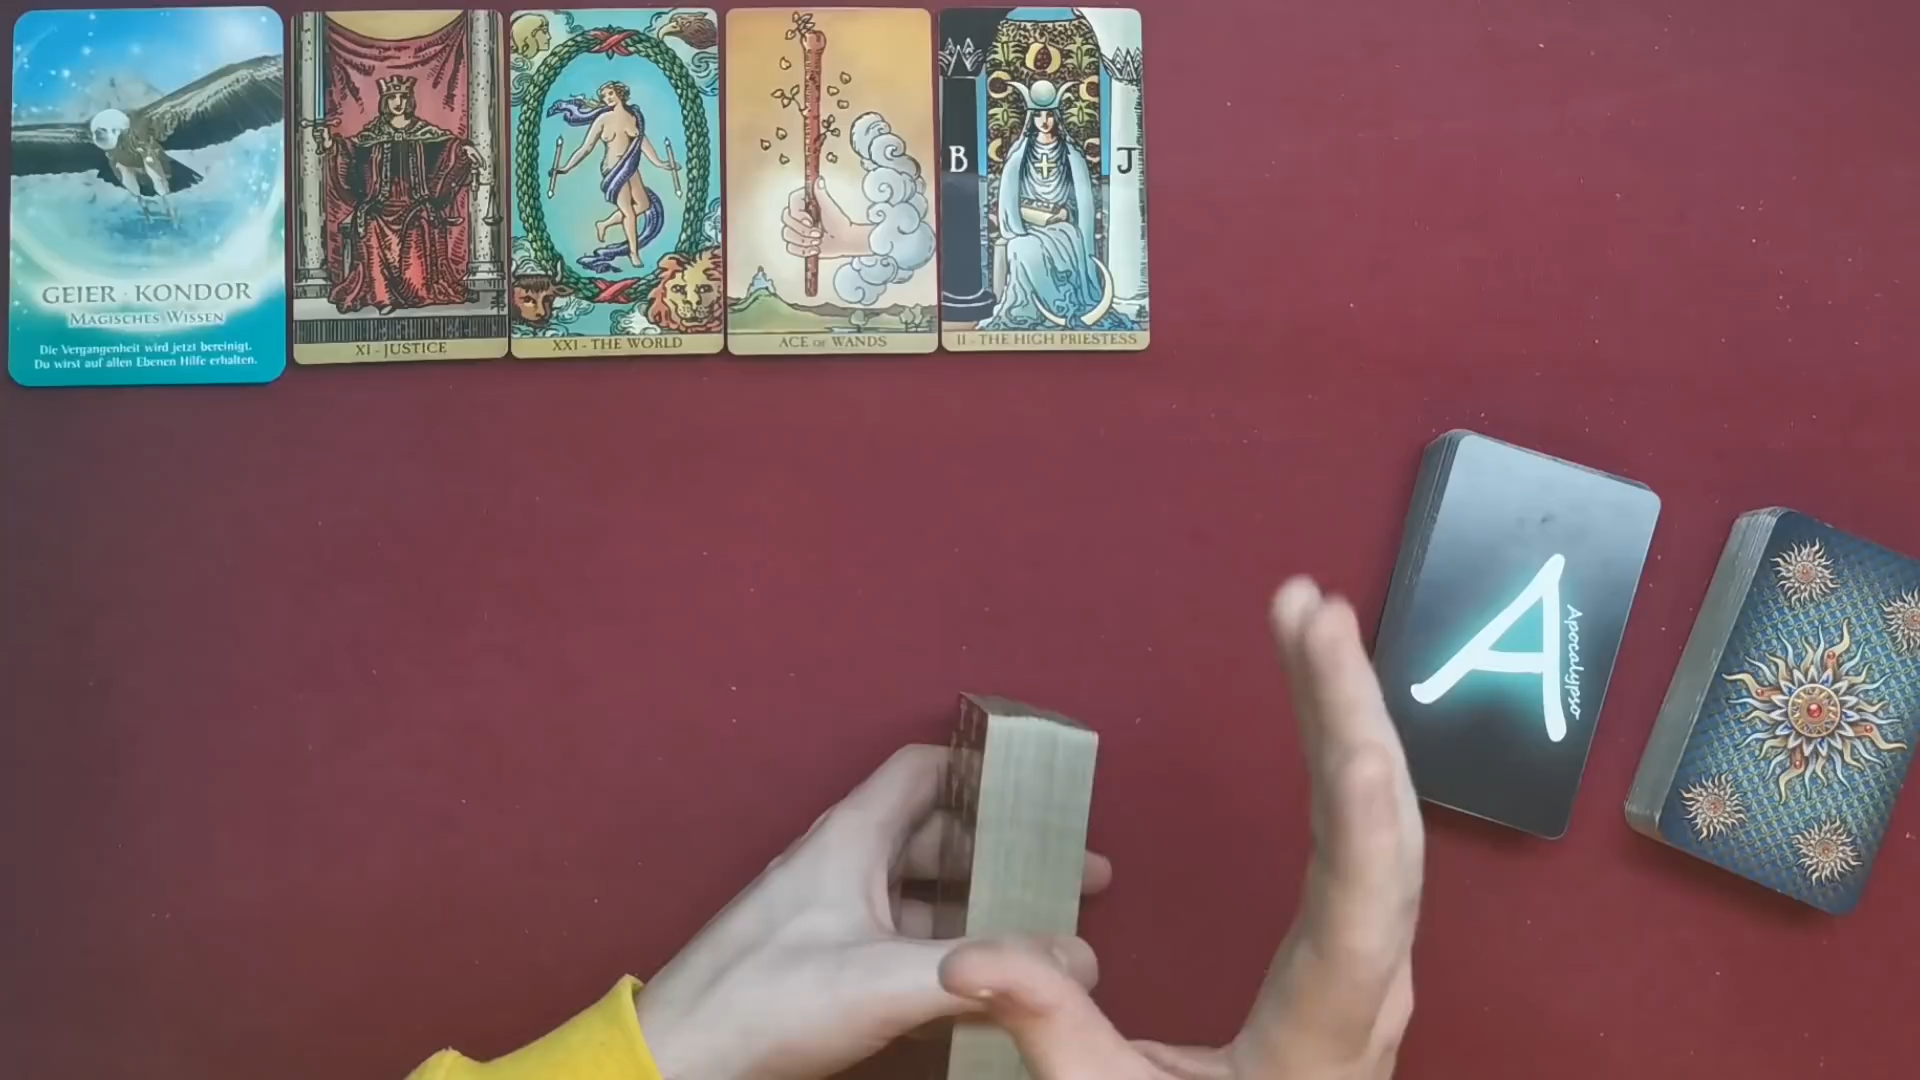 GEIER · KONDOR
MAGISCHES WISSEN
Die Vergangenheit wird jetzt bereinigt.
Du wirst auf allen Ebenen Hilfe erhalten.
XI - JUSTICE
XXI - THE WORLD
ACE OF WANDS
B
J
II - THE HIGH PRIESTESS
A
Apocalypso